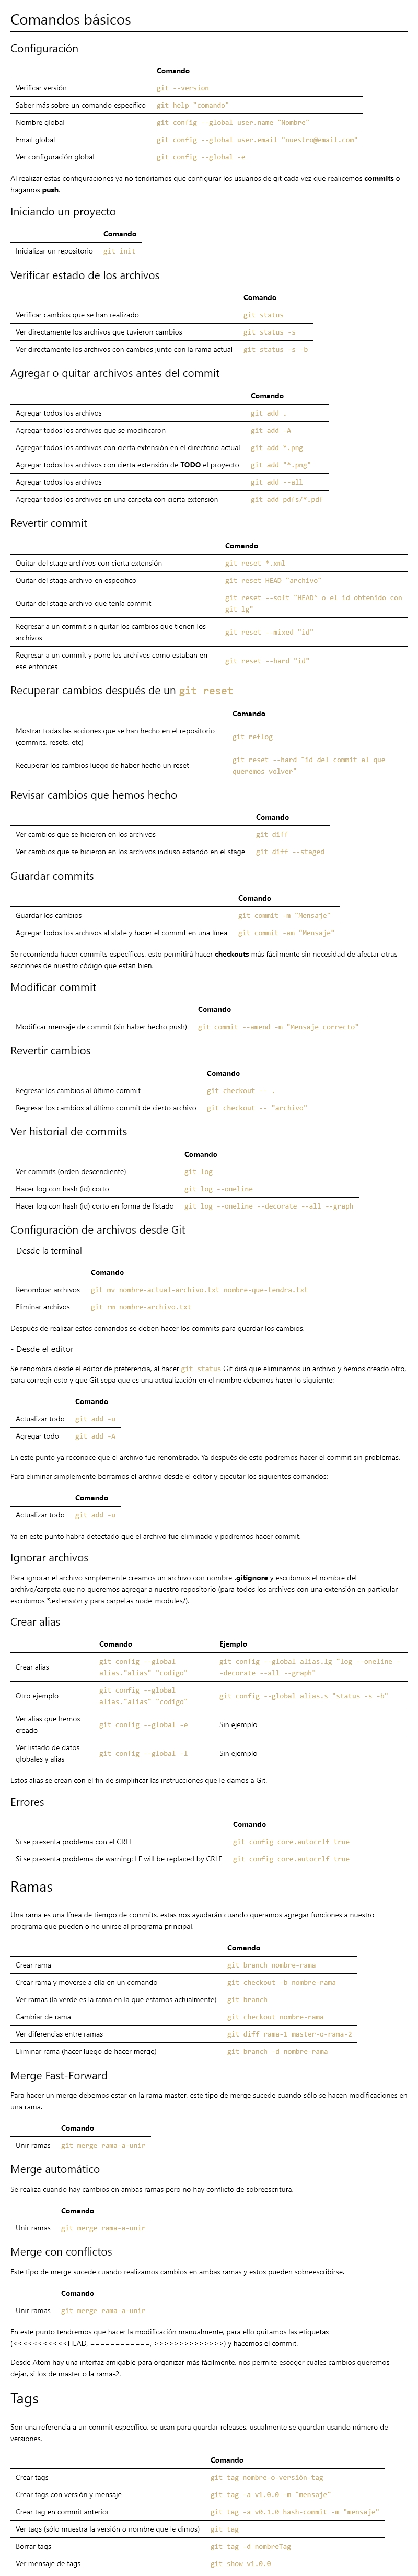 Comandos básicos
Configuración
Comando
Verificar versión git --version
Saber más sobre un comando específico git help "comando"
Nombre global git config --global user.name "Nombre"
Email global git config --global user.email "nuestro@email.com"
Ver configuración global git config --global -e
Al realizar estas configuraciones ya no tendríamos que configurar los usuarios de git cada vez que realicemos commits o
hagamos push.
Iniciando un proyecto
Comando
Inicializar un repositorio git init
Verificar estado de los archivos
Comando
Verificar cambios que se han realizado git status
Ver directamente los archivos que tuvieron cambios git status -s
Ver directamente los archivos con cambios junto con la rama actual git status -s -b
Agregar o quitar archivos antes del commit
Comando
Agregar todos los archivos git add .
Agregar todos los archivos que se modificaron git add -A
Agregar todos los archivos con cierta extensión en el directorio actual git add *.png
Agregar todos los archivos con cierta extensión de TODO el proyecto git add "*.png"
Agregar todos los archivos git add --all
Agregar todos los archivos en una carpeta con cierta extensión git add pdfs/*.pdf
Revertir commit
Comando
Quitar del stage archivos con cierta extensión git reset *.xml
Quitar del stage archivo en específico git reset HEAD "archivo"
Quitar del stage archivo que tenía commit git reset --soft "HEAD^ o el id obtenido con
git lg"
Regresar a un commit sin quitar los cambios que tienen los
archivos git reset --mixed "id"
Regresar a un commit y pone los archivos como estaban en
ese entonces git reset --hard "id"
Recuperar cambios después de un git reset
Comando
Mostrar todas las acciones que se han hecho en el repositorio
(commits, resets, etc) git reflog
Recuperar los cambios luego de haber hecho un reset git reset --hard "id del commit al que
queremos volver"
Revisar cambios que hemos hecho
Comando
Ver cambios que se hicieron en los archivos git diff
Ver cambios que se hicieron en los archivos incluso estando en el stage git diff --staged
Guardar commits
Comando
Guardar los cambios git commit -m "Mensaje"
Agregar todos los archivos al state y hacer el commit en una línea git commit -am "Mensaje"
Se recomienda hacer commits específicos, esto permitirá hacer checkouts más fácilmente sin necesidad de afectar otras
secciones de nuestro código que están bien.
Modificar commit
Comando
Modificar mensaje de commit (sin haber hecho push) git commit --amend -m "Mensaje correcto"
Revertir cambios
Comando
Regresar los cambios al último commit git checkout -- .
Regresar los cambios al último commit de cierto archivo git checkout -- "archivo"
Ver historial de commits
Comando
Ver commits (orden descendiente) git log
Hacer log con hash (id) corto git log --oneline
Hacer log con hash (id) corto en forma de listado git log --oneline --decorate --all --graph
Configuración de archivos desde Git
- Desde la terminal
Comando
Renombrar archivos git mv nombre-actual-archivo.txt nombre-que-tendra.txt
Eliminar archivos git rm nombre-archivo.txt
Después de realizar estos comandos se deben hacer los commits para guardar los cambios.
- Desde el editor
Se renombra desde el editor de preferencia, al hacer git status Git dirá que eliminamos un archivo y hemos creado otro,
para corregir esto y que Git sepa que es una actualización en el nombre debemos hacer lo siguiente:
Comando
Actualizar todo git add -u
Agregar todo git add -A
En este punto ya reconoce que el archivo fue renombrado. Ya después de esto podremos hacer el commit sin problemas.
Para eliminar simplemente borramos el archivo desde el editor y ejecutar los siguientes comandos:
Comando
Actualizar todo git add -u
Ya en este punto habrá detectado que el archivo fue eliminado y podremos hacer commit.
Ignorar archivos
Para ignorar el archivo simplemente creamos un archivo con nombre .gitignore y escribimos el nombre del
archivo/carpeta que no queremos agregar a nuestro repositorio (para todos los archivos con una extensión en particular
escribimos *.extensión y para carpetas node_modules/).
Crear alias
Comando Ejemplo
Crear alias git config --global
alias."alias" "codigo" git config --global alias.lg "log --oneline -
-decorate --all --graph"
Otro ejemplo git config --global
alias."alias" "codigo" git config --global alias.s "status -s -b"
Ver alias que hemos
creado git config --global -e Sin ejemplo
Ver listado de datos
globales y alias git config --global -l Sin ejemplo
Estos alias se crean con el fin de simplificar las instrucciones que le damos a Git.
Errores
Comando
Si se presenta problema con el CRLF git config core.autocrlf true
Si se presenta problema de warning: LF will be replaced by CRLF git config core.autocrlf true
Ramas
Una rama es una línea de tiempo de commits, estas nos ayudarán cuando queramos agregar funciones a nuestro
programa que pueden o no unirse al programa principal.
Comando
Crear rama git branch nombre-rama
Crear rama y moverse a ella en un comando git checkout -b nombre-rama
Ver ramas (la verde es la rama en la que estamos actualmente) git branch
Cambiar de rama git checkout nombre-rama
Ver diferencias entre ramas git diff rama-1 master-o-rama-2
Eliminar rama (hacer luego de hacer merge) git branch -d nombre-rama
Merge Fast-Forward
Para hacer un merge debemos estar en la rama master, este tipo de merge sucede cuando sólo se hacen modificaciones en
una rama.
Comando
Unir ramas git merge rama-a-unir
Merge automático
Se realiza cuando hay cambios en ambas ramas pero no hay conflicto de sobreescritura.
Comando
Unir ramas git merge rama-a-unir
Merge con conflictos
Este tipo de merge sucede cuando realizamos cambios en ambas ramas y estos pueden sobreescribirse.
Comando
Unir ramas git merge rama-a-unir
En este punto tendremos que hacer la modificación manualmente, para ello quitamos las etiquetas
(<<<<<<<<<<<HEAD, ============, >>>>>>>>>>>>>>) y hacemos el commit.
Desde Atom hay una interfaz amigable para organizar más fácilmente, nos permite escoger cuáles cambios queremos
dejar, si los de master o la rama-2.
Tags
Son una referencia a un commit específico, se usan para guardar releases, usualmente se guardan usando número de
versiones.
Comando
Crear tags git tag nombre-o-versión-tag
Crear tags con versión y mensaje git tag -a v1.0.0 -m "mensaje"
Crear tag en commit anterior git tag -a v0.1.0 hash-commit -m "mensaje"
Ver tags (sólo muestra la versión o nombre que le dimos) git tag
Borrar tags git tag -d nombreTag
Ver mensaje de tags git show v1.0.0